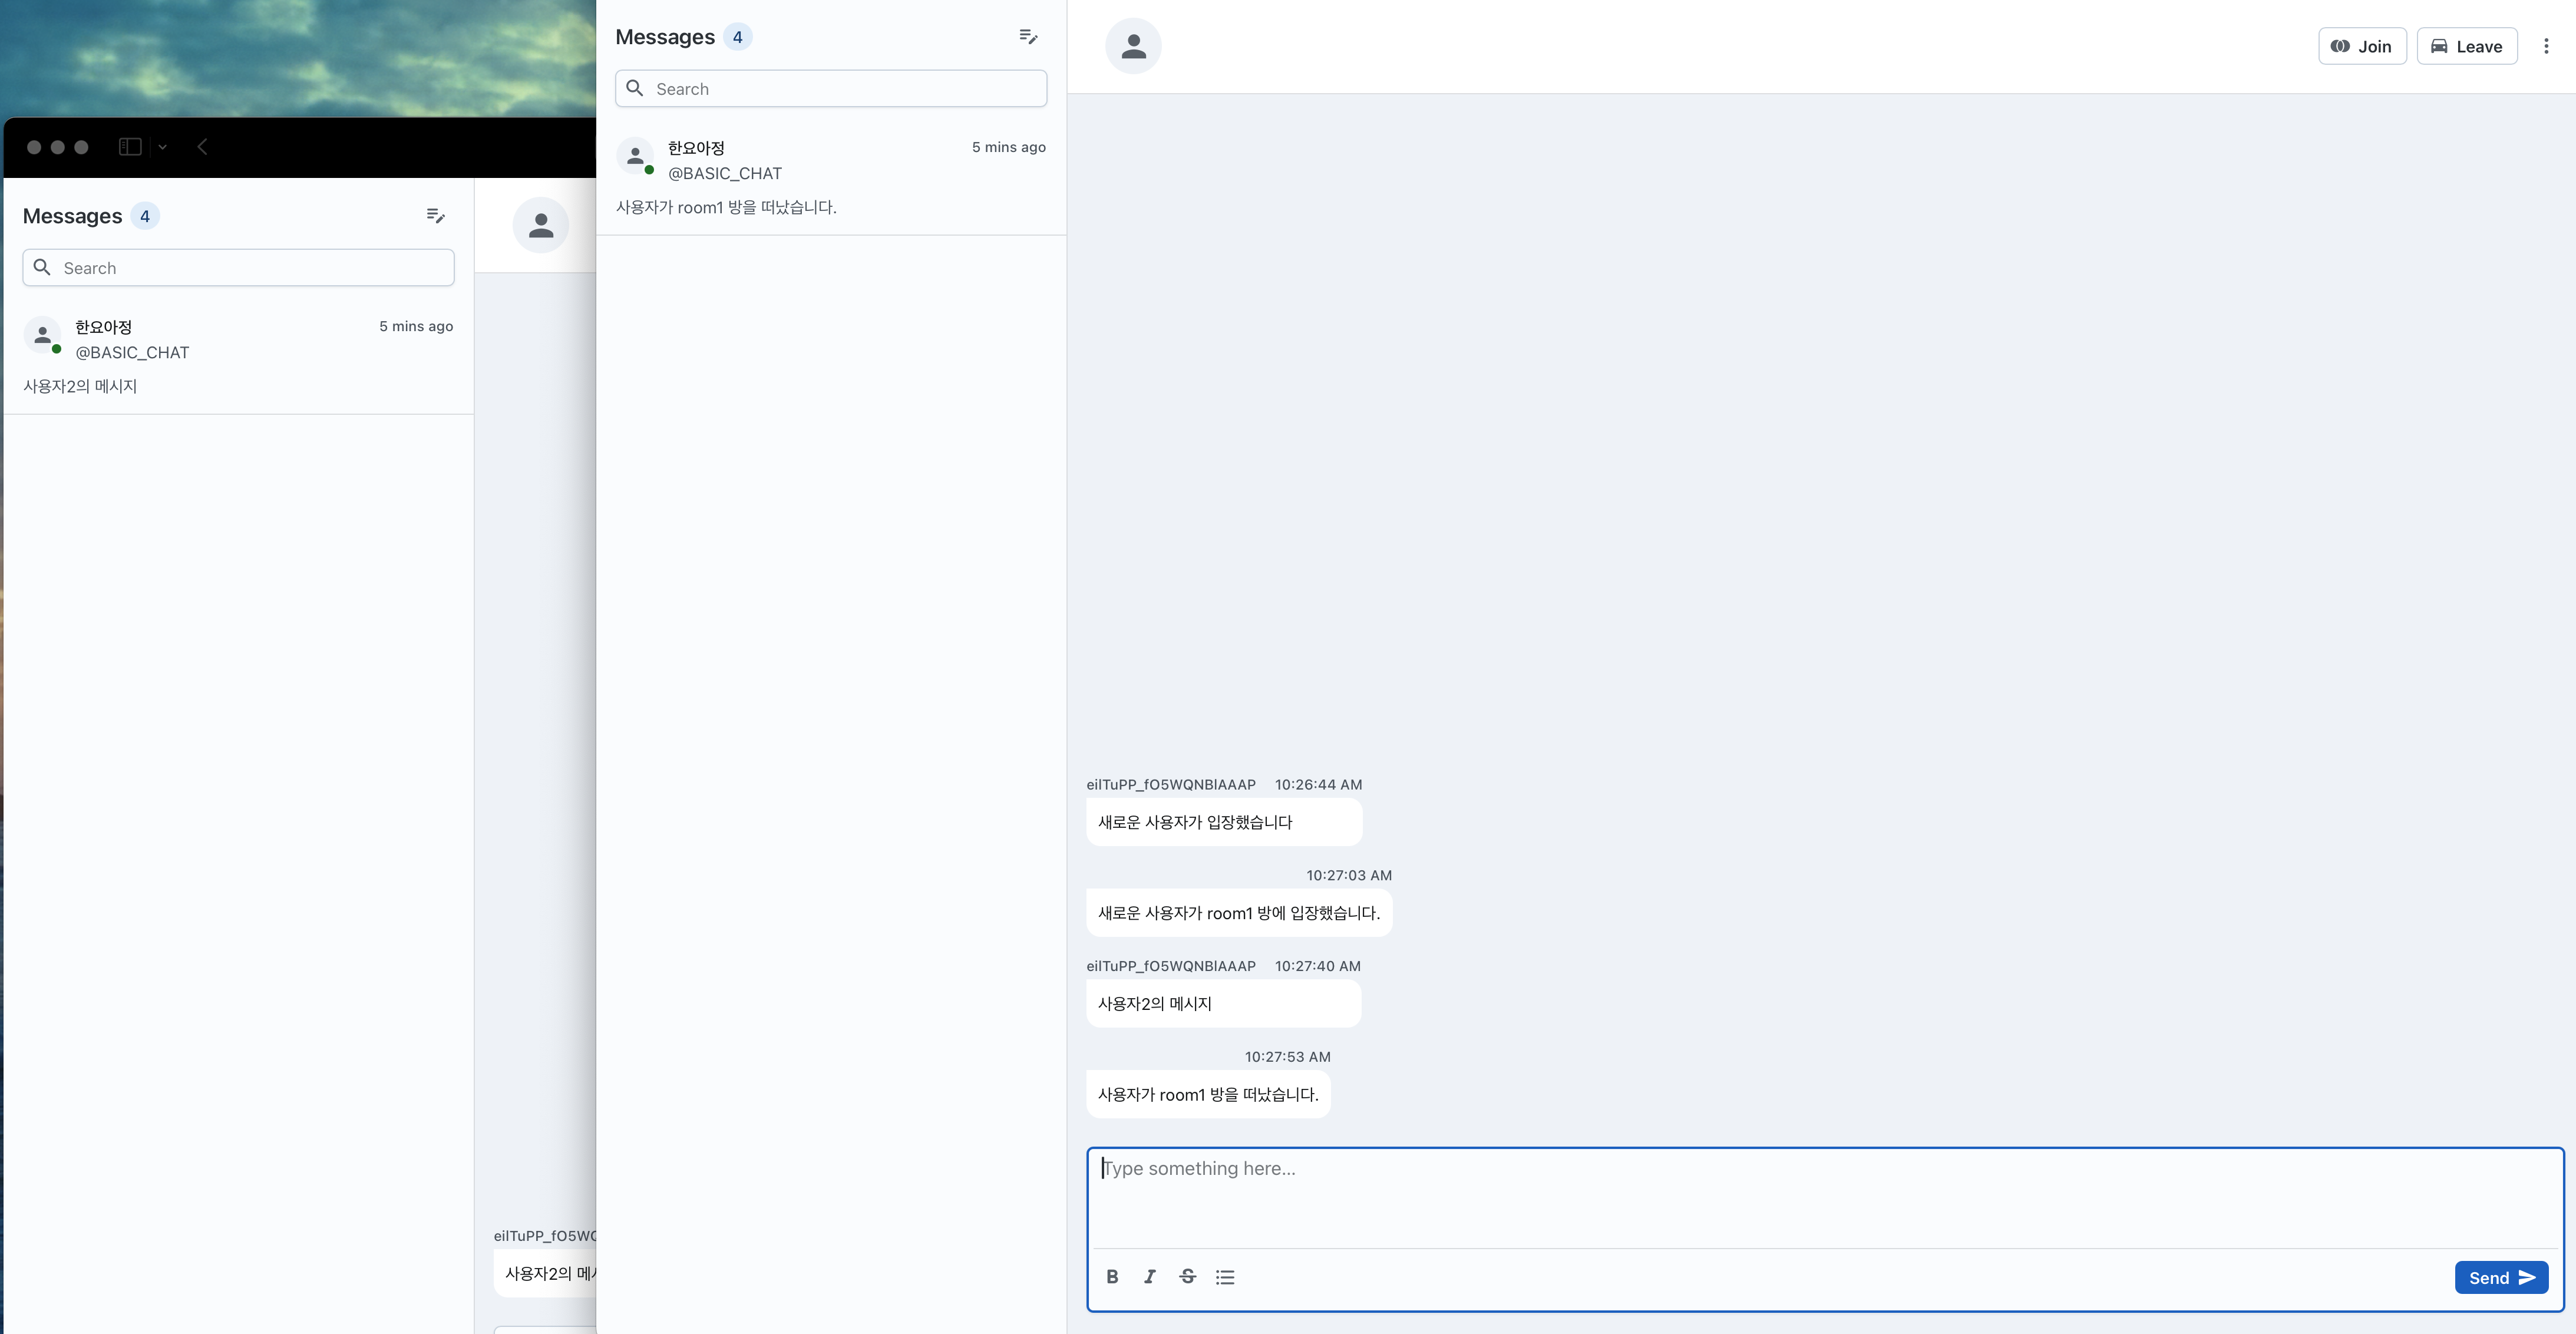 Messages 4
Search
한요아정
5 mins ago
@BASIC_CHAT
사용자2의 메시지
eilTuPP_fO5W
사용자2의
Messages 4
Search
한요아정
5 mins ago
@BASIC_CHAT
사용자가 room1 방을 떠났습니다.
Join
Leave
eilTuPP_fO5WQNBlAAAP 10:26:44 AM
새로운 사용자가 입장했습니다
10:27:03 AM
새로운 사용자가 room1 방에 입장했습니다.
eilTuPP_fO5WQNBlAAAP 10:27:40 AM
사용자2의 메시지
10:27:53 AM
사용자가 room1 방을 떠났습니다.
Type something here...
B I S
Send